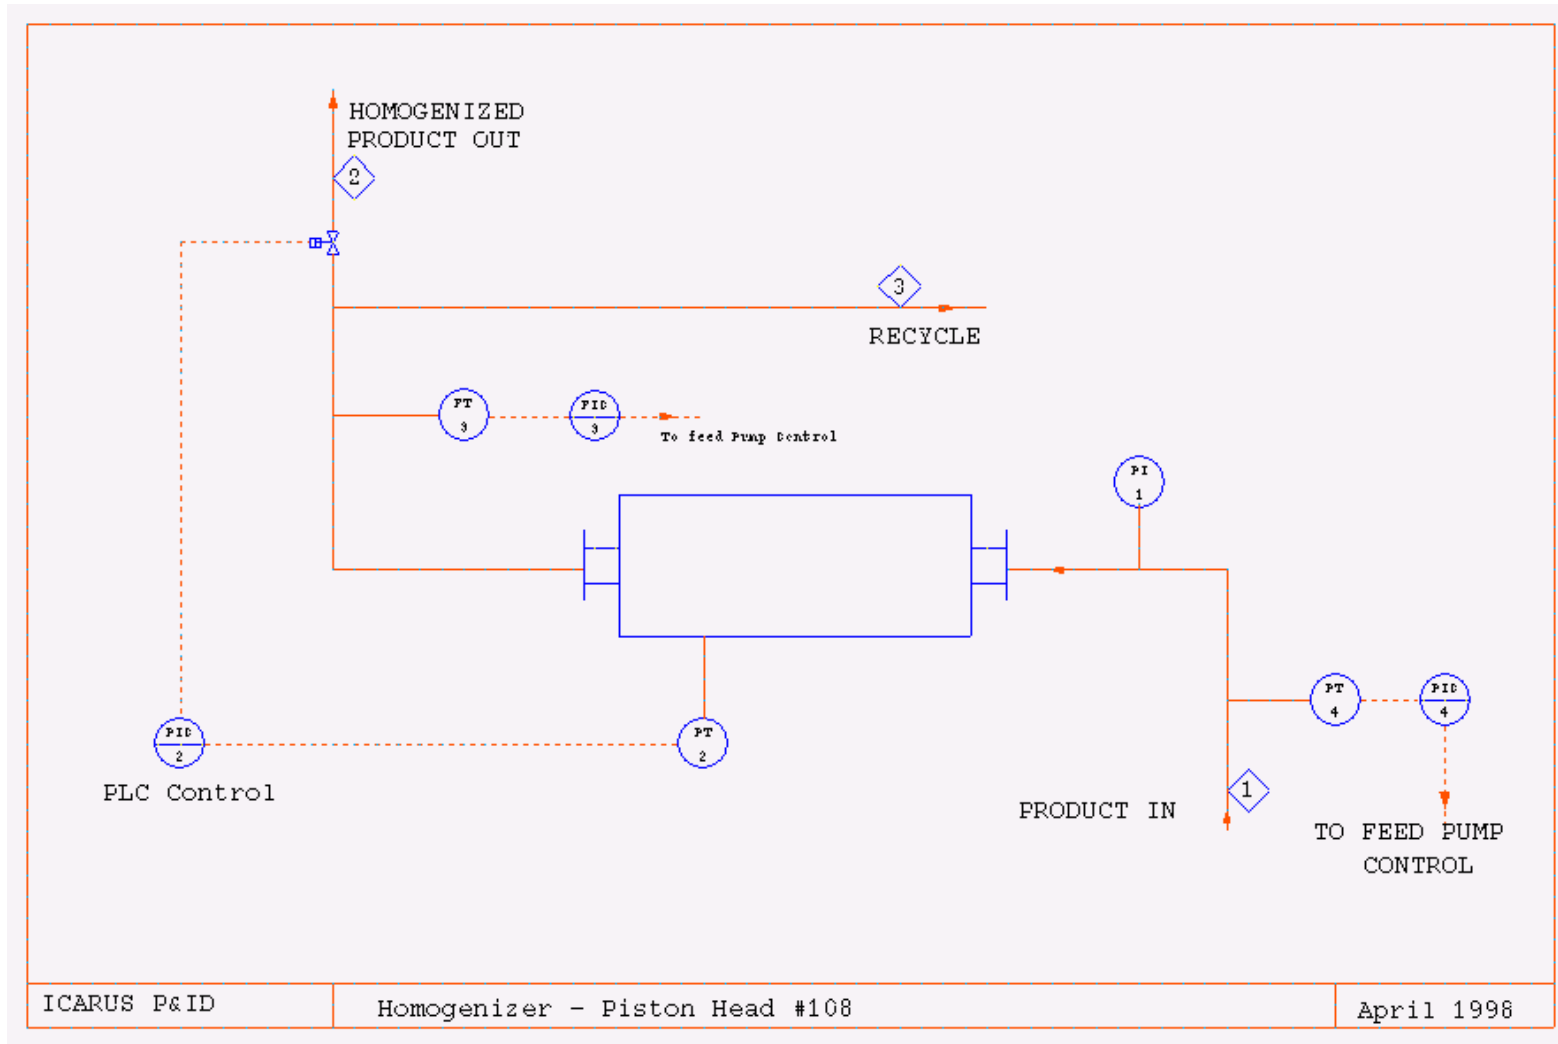 HOMOGENIZED
PRODUCT OUT
2
3
RECYCLE
PT
3
PIC
3
To feed Pump Control
PI
1
PT
4
PIC
4
PIC
2
PT
2
PLC Control
1
PRODUCT IN
TO FEED PUMP
CONTROL
ICARUS P&ID
Homogenizer - Piston Head #108
April 1998